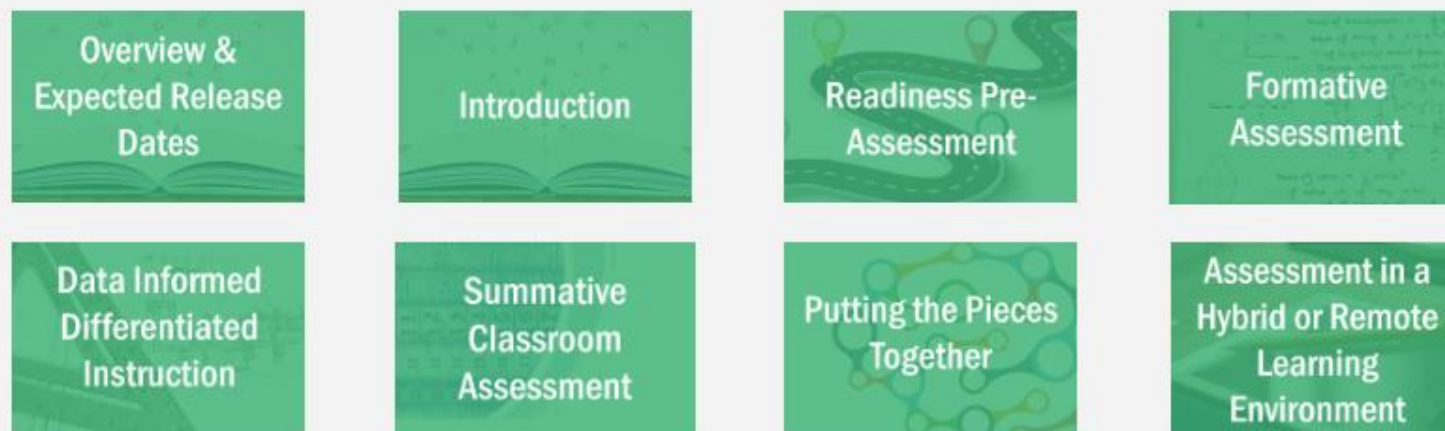 Overview &
Expected Release
Dates
Introduction
Readiness Pre-
Assessment
Formative
Assessment
Data Informed
Differentiated
Instruction
Summative
Classroom
Assessment
Putting the Pieces
Together
Assessment in a
Hybrid or Remote
Learning
Environment